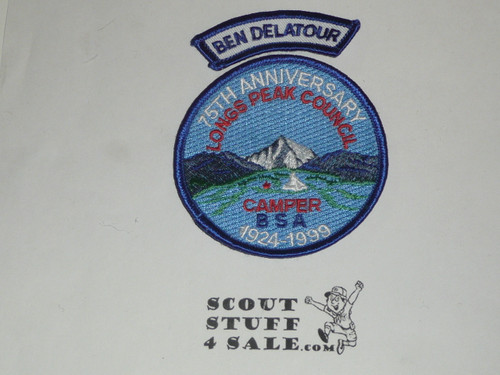 BEN DELATOUR
75TH ANNIVERSARY
LONGS PEAK COUNCIL
CAMPER
BSA
1924-1999
SCOUT
STUFF
4 SALE.COM